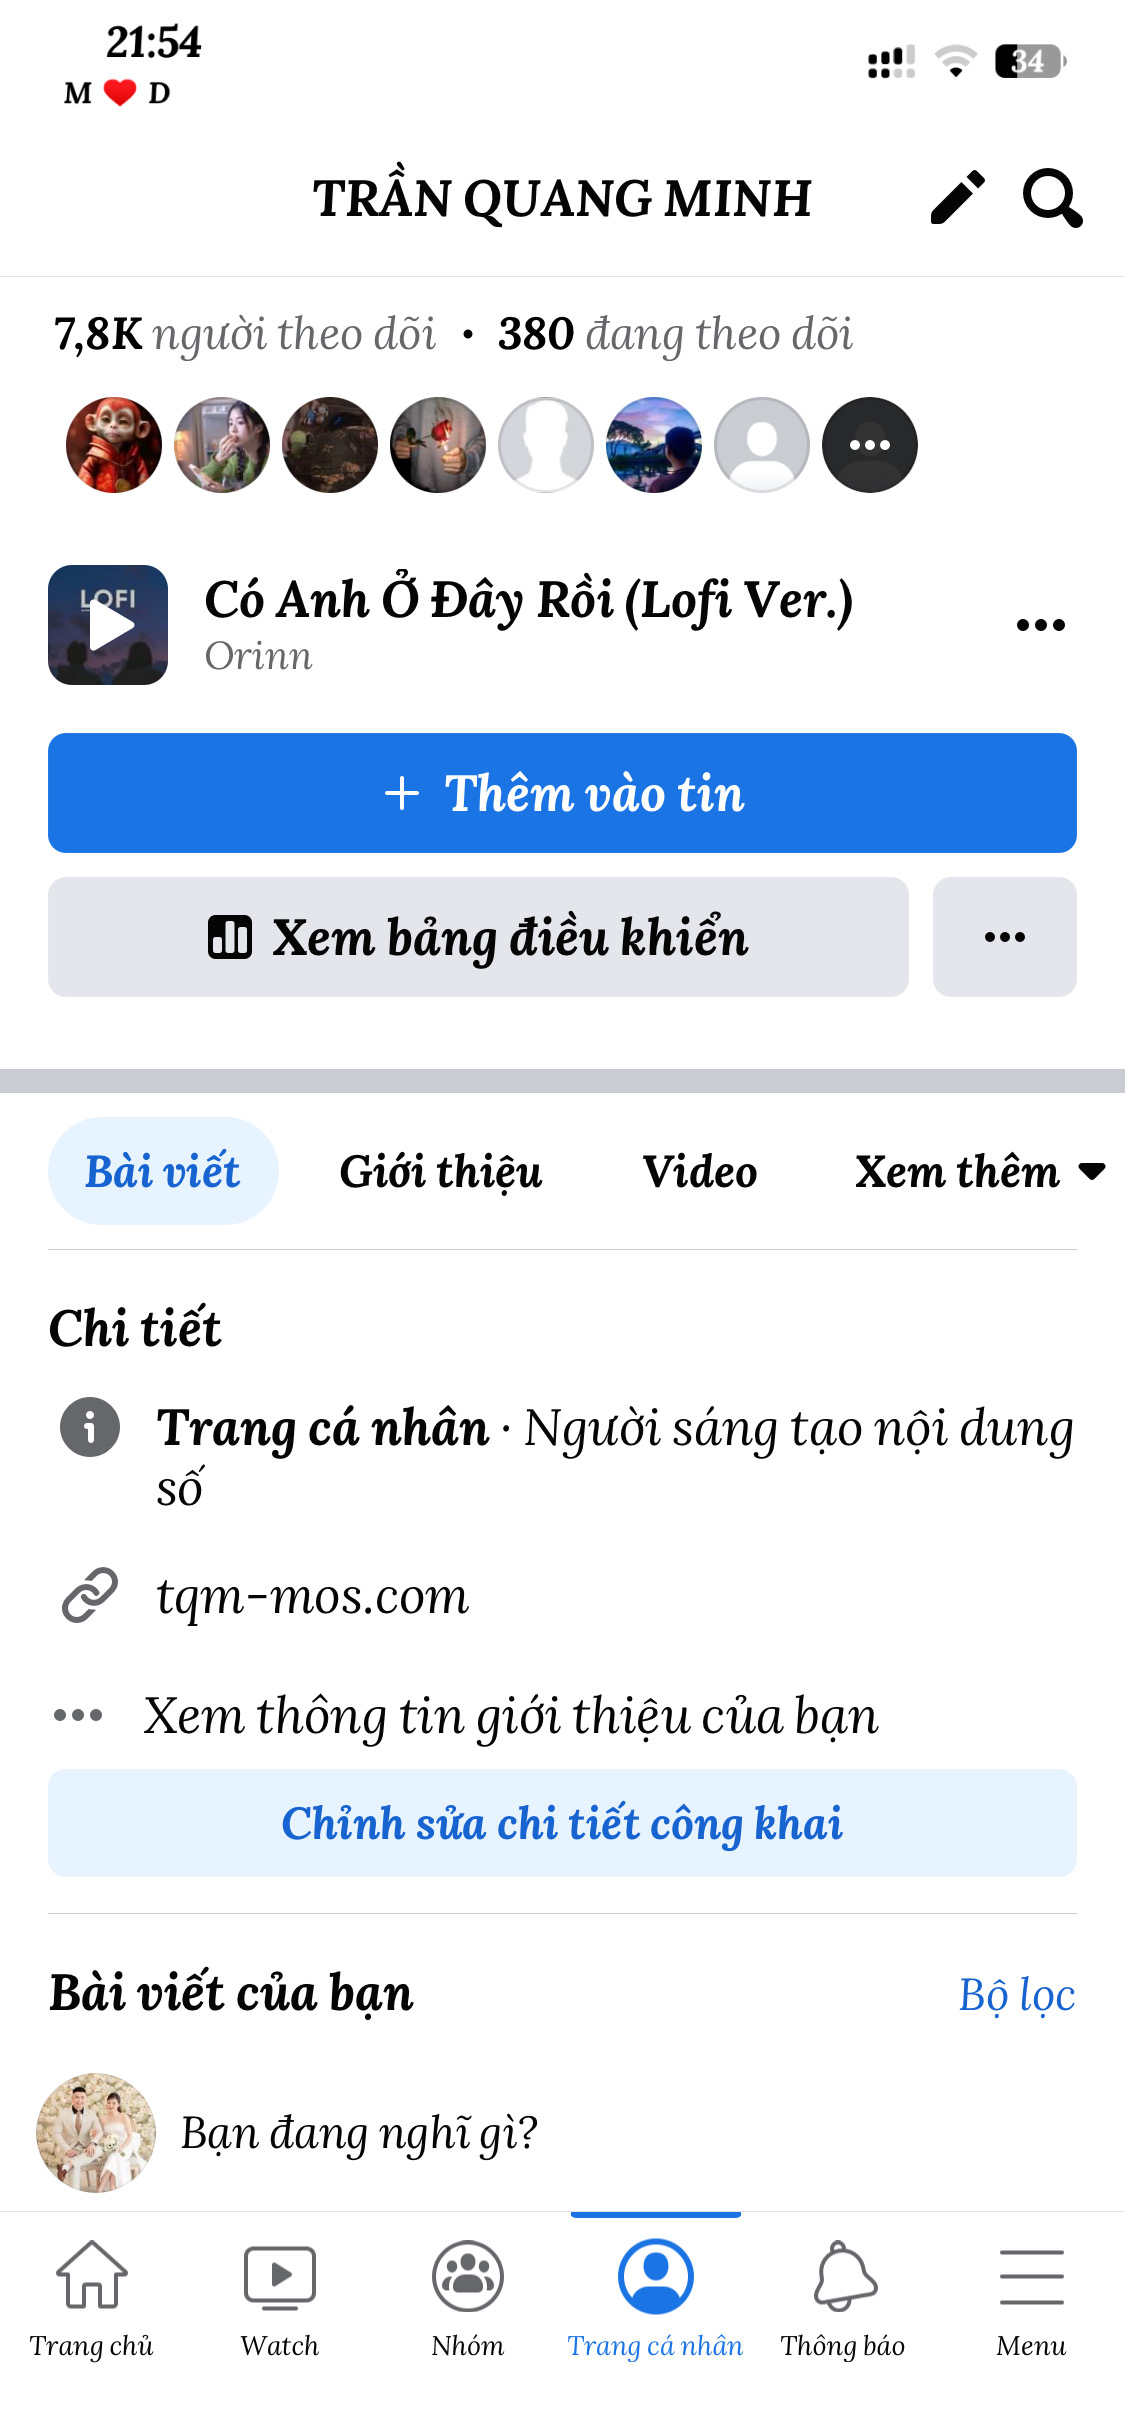 21:54
M ❤️ D
34
TRẦN QUANG MINH
7,8K người theo dõi • 380 đang theo dõi
LOFI
Có Anh Ở Đây Rồi (Lofi Ver.)
Orinn
+ Thêm vào tin
Xem bảng điều khiển
Bài viết Giới thiệu Video Xem thêm
Chi tiết
Trang cá nhân · Người sáng tạo nội dung
số
tqm-mos.com
Xem thông tin giới thiệu của bạn
Chỉnh sửa chi tiết công khai
Bài viết của bạn Bộ lọc
Bạn đang nghĩ gì?
Trang chủ Watch Nhóm Trang cá nhân Thông báo Menu